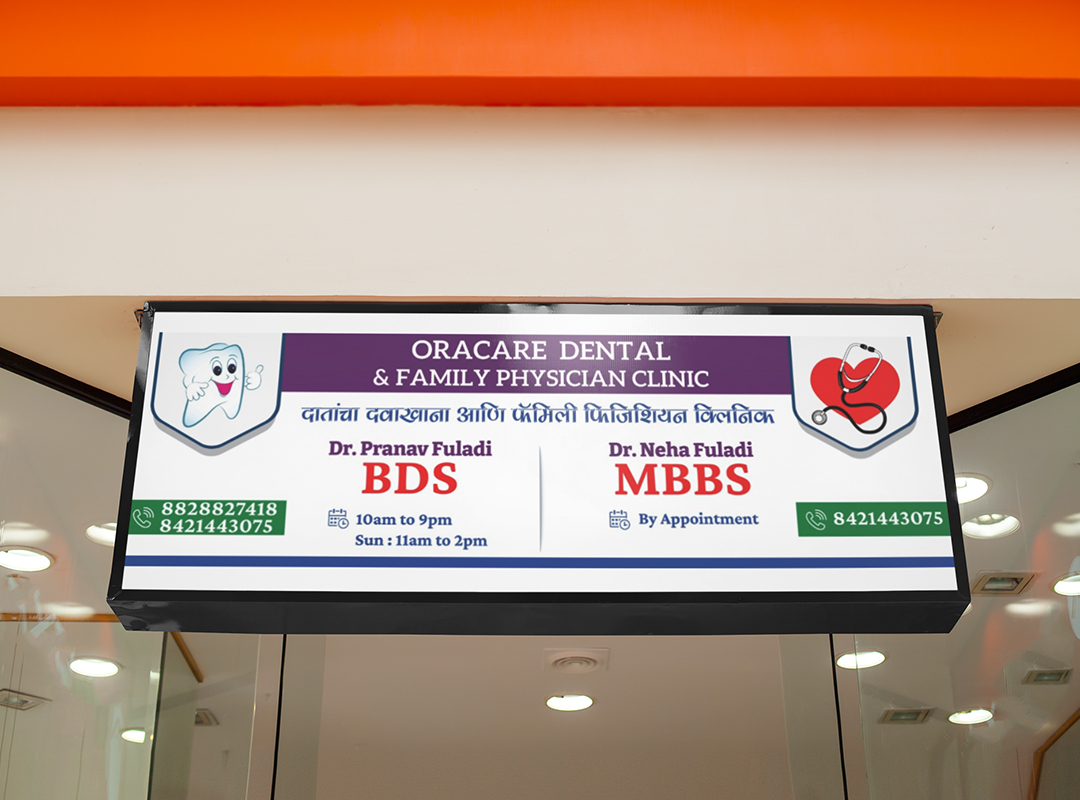 ORACARE DENTAL
& FAMILY PHYSICIAN CLINIC
दातांचा दवाखाना आणि फॅमिली फिजिशियन क्लिनिक
Dr. Pranav Fuladi
BDS
10am to 9pm
Sun : 11am to 2pm
8828827418
8421443075
Dr. Neha Fuladi
MBBS
By Appointment
8421443075